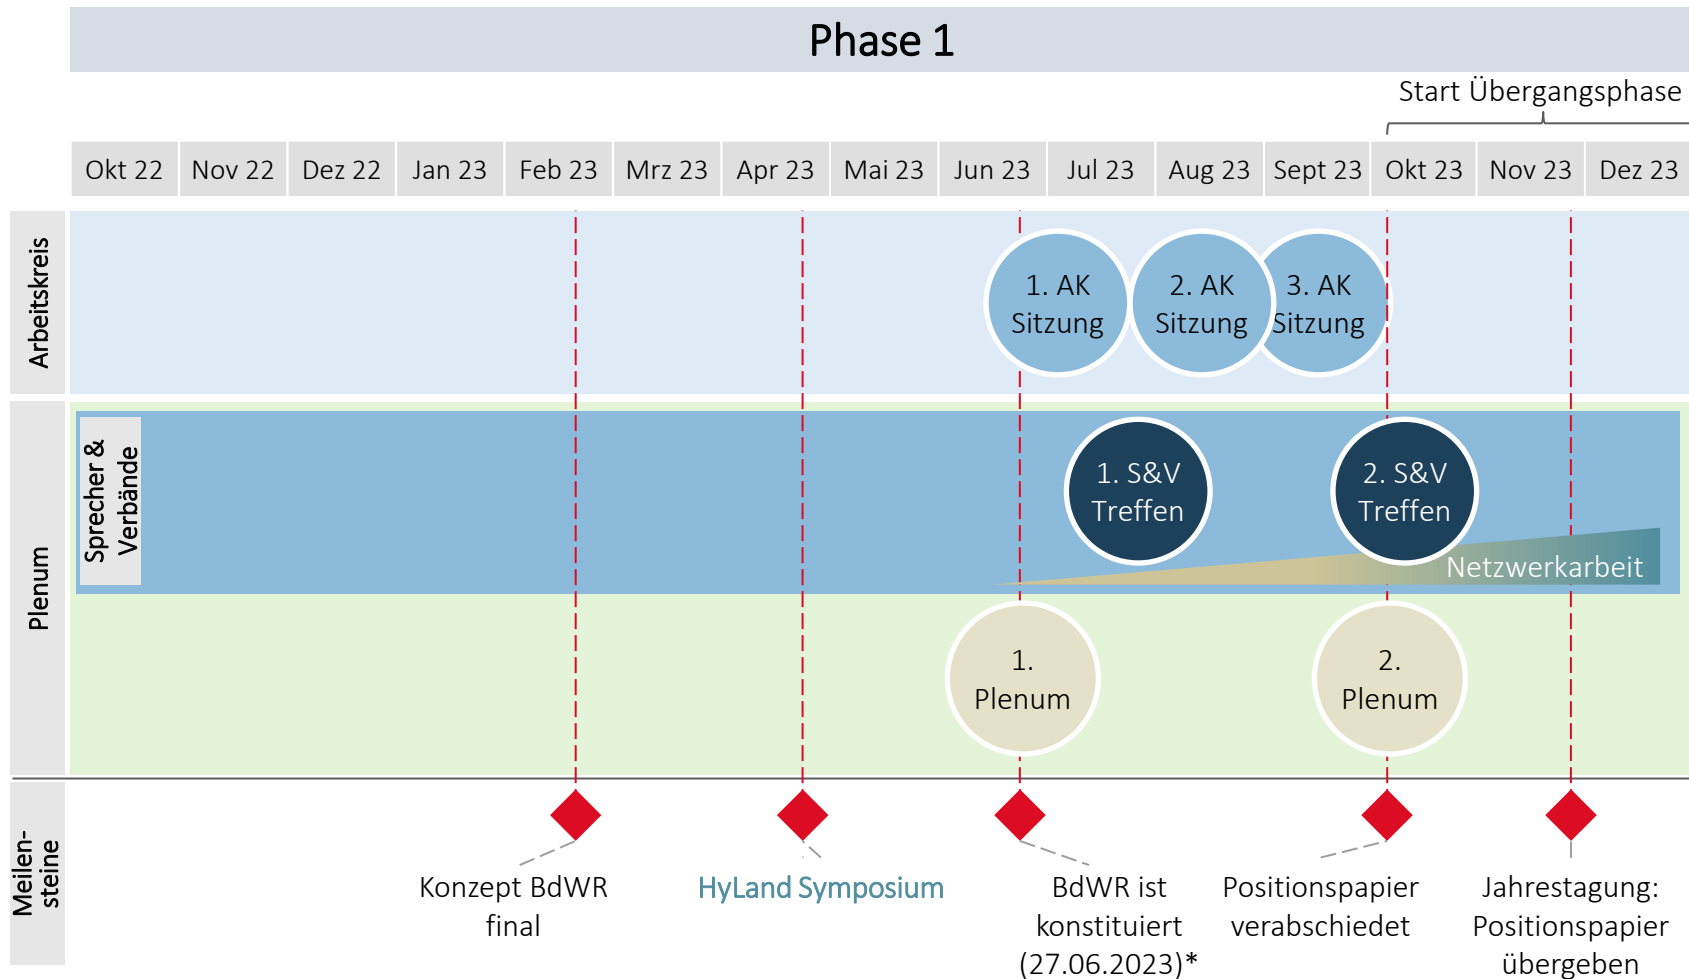 Phase 1
Start Übergangsphase
Okt 22
Nov 22
Dez 22
Jan 23
Feb 23
Mrz 23
Apr 23
Mai 23
Jun 23
Jul 23
Aug 23
Sept 23
Okt 23
Nov 23
Dez 23
Arbeitskreis
1. AK
Sitzung
2. AK
Sitzung
3. AK
Sitzung
Plenum
Sprecher &
Verbände
1. S&V
Treffen
2. S&V
Treffen
Netzwerkarbeit
1.
Plenum
2.
Plenum
Meilen-
steine
Konzept BdWR
final
HyLand Symposium
BdWR ist
konstituiert
(27.06.2023)*
Positionspapier
verabschiedet
Jahrestagung:
Positionspapier
übergeben